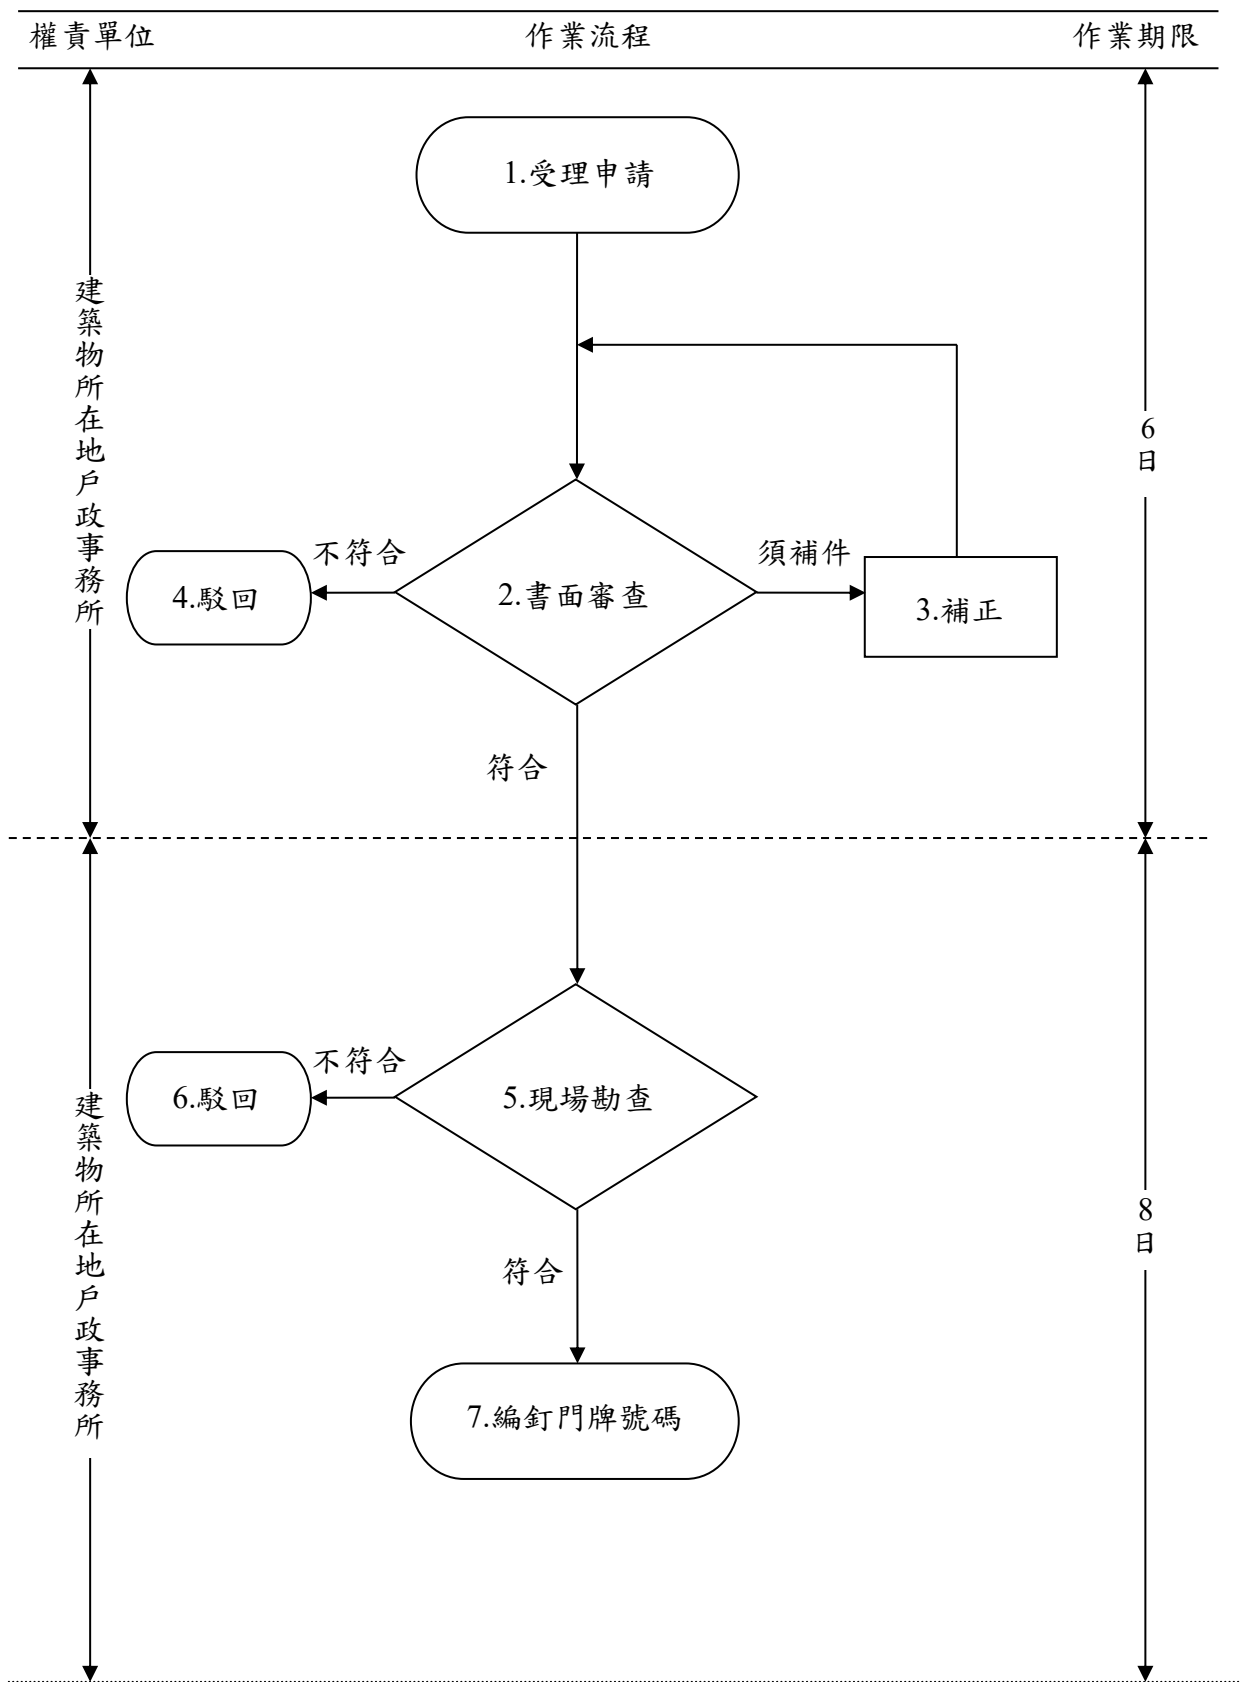 權責單位 作業流程 作業期限
1.受理申請
建築物所在地戶政事務所
6日
不符合
須補件
4.駁回
2.書面審查
3.補正
符合
不符合
6.駁回
5.現場勘查
建築物所在地戶政事務所
8日
符合
7.編釘門牌號碼